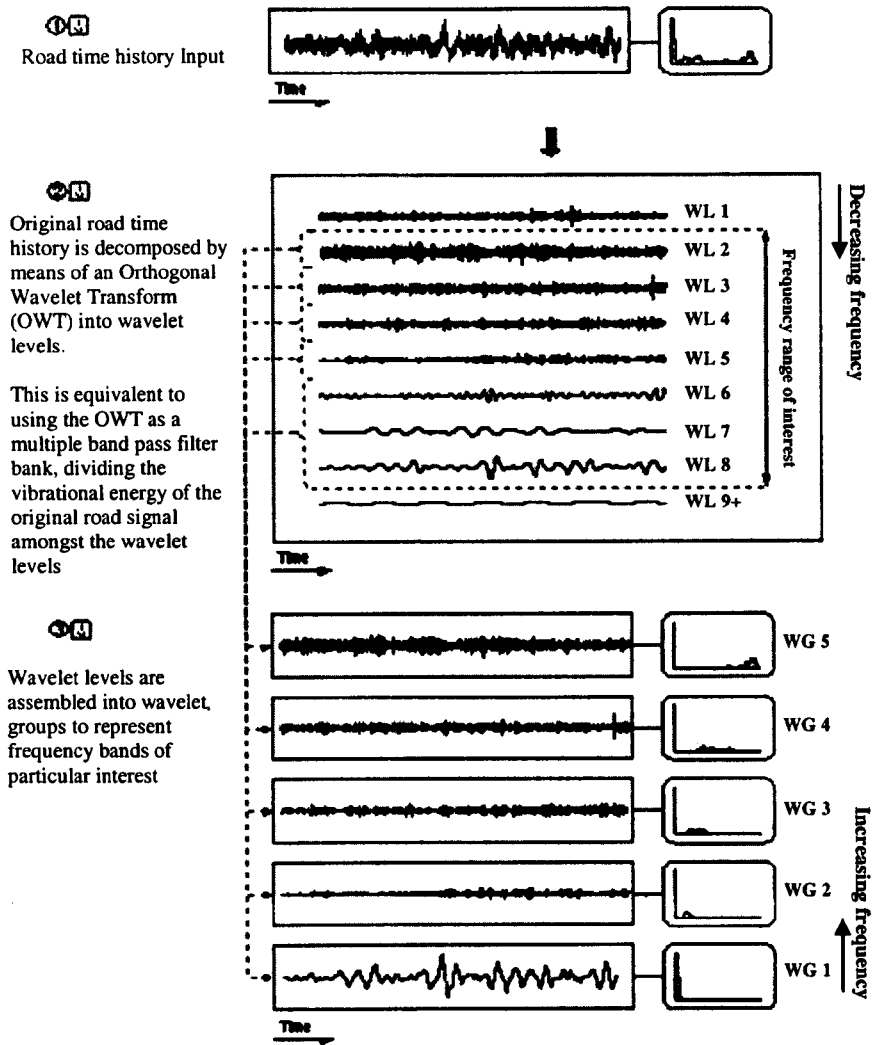 ① M
Road time history Input
Time
② M
Original road time
history is decomposed by
means of an Orthogonal
Wavelet Transform
(OWT) into wavelet
levels.
This is equivalent to
using the OWT as a
multiple band pass filter
bank, dividing the
vibrational energy of the
original road signal
amongst the wavelet
levels
WL 1
WL 2
WL 3
WL 4
WL 5
WL 6
WL 7
WL 8
WL 9+
Frequency range of interest
Decreasing frequency
Time
③ M
Wavelet levels are
assembled into wavelet,
groups to represent
frequency bands of
particular interest
WG 5
WG 4
WG 3
WG 2
WG 1
Increasing frequency
Time